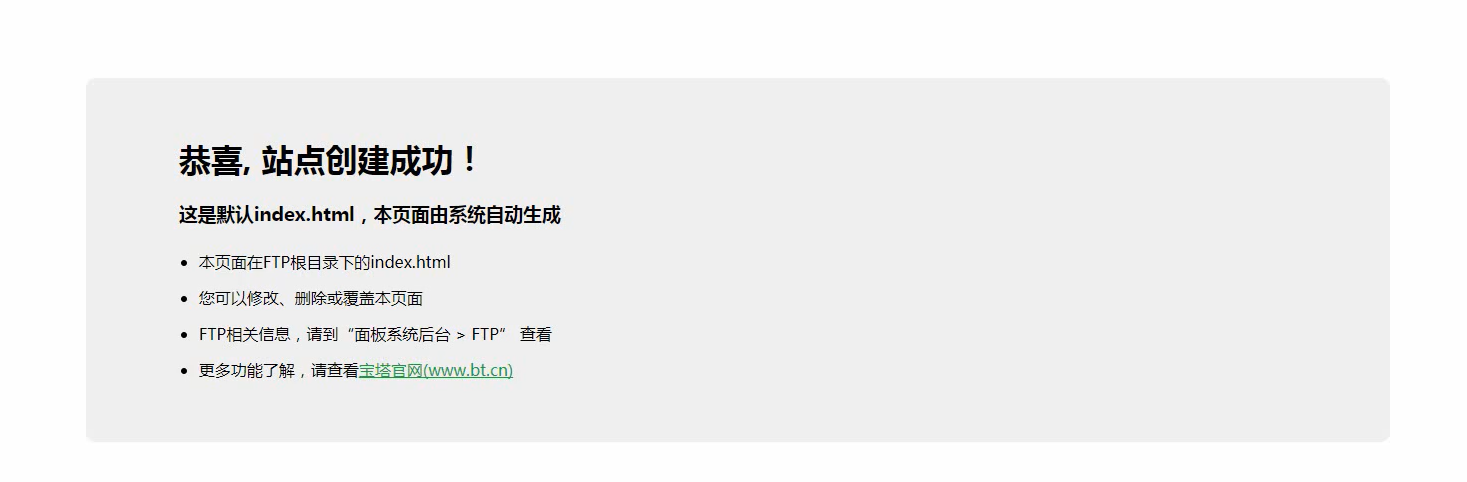 恭喜, 站点创建成功！
这是默认index.html，本页面由系统自动生成
本页面在FTP根目录下的index.html
您可以修改、删除或覆盖本页面
FTP相关信息，请到“面板系统后台 > FTP” 查看
更多功能了解，请查看宝塔官网(www.bt.cn)